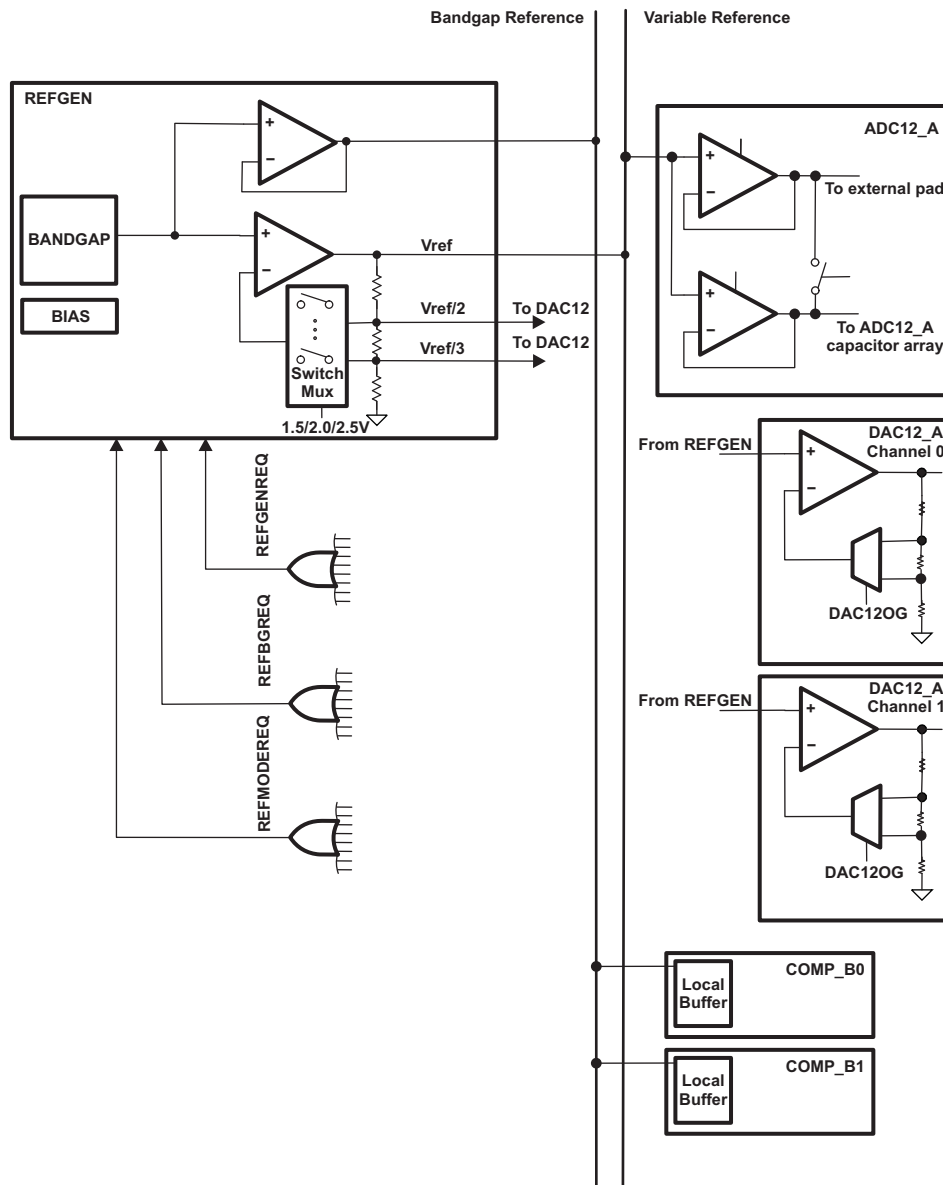 Bandgap Reference
Variable Reference
REFGEN
+
−
BANDGAP
+
−
Vref
BIAS
Vref/2
To DAC12
Vref/3
To DAC12
Switch
Mux
1.5/2.0/2.5V
ADC12_A
+
−
To external pad
+
−
To ADC12_A
capacitor array
From REFGEN
DAC12_A
Channel 0
+
−
DAC12OG
REFGENREQ
REFBGREQ
REFMODEREQ
From REFGEN
DAC12_A
Channel 1
+
−
DAC12OG
COMP_B0
Local
Buffer
COMP_B1
Local
Buffer